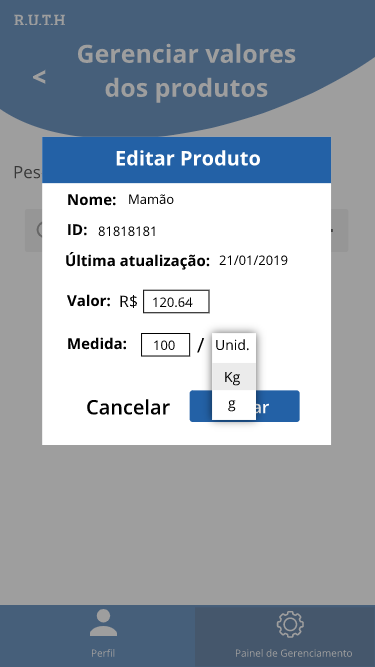 R.U.T.H
Gerenciar valores
<
dos produtos
Editar Produto
Pes
Nome: Mamão
ID: 81818181
Última atualização: 21/01/2019
Valor: R$ 120.64
Medida: 100 / Unid.
Kg
g
Cancelar
ar
Perfil
Painel de Gerenciamento